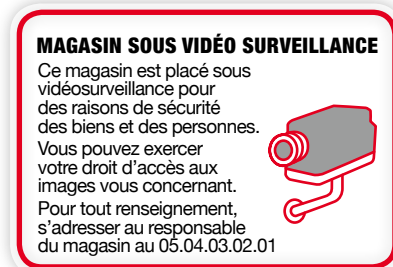 MAGASIN SOUS VIDÉO SURVEILLANCE
Ce magasin est placé sous
vidéosurveillance pour
des raisons de sécurité
des biens et des personnes.
Vous pouvez exercer
votre droit d'accès aux
images vous concernant.
Pour tout renseignement,
s'adresser au responsable
du magasin au 05.04.03.02.01